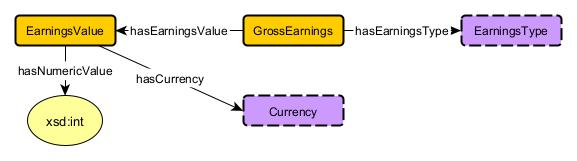 EarningsValue
hasEarningsValue
GrossEarnings
hasEarningsType
EarningsType
hasNumericValue
hasCurrency
xsd:int
Currency